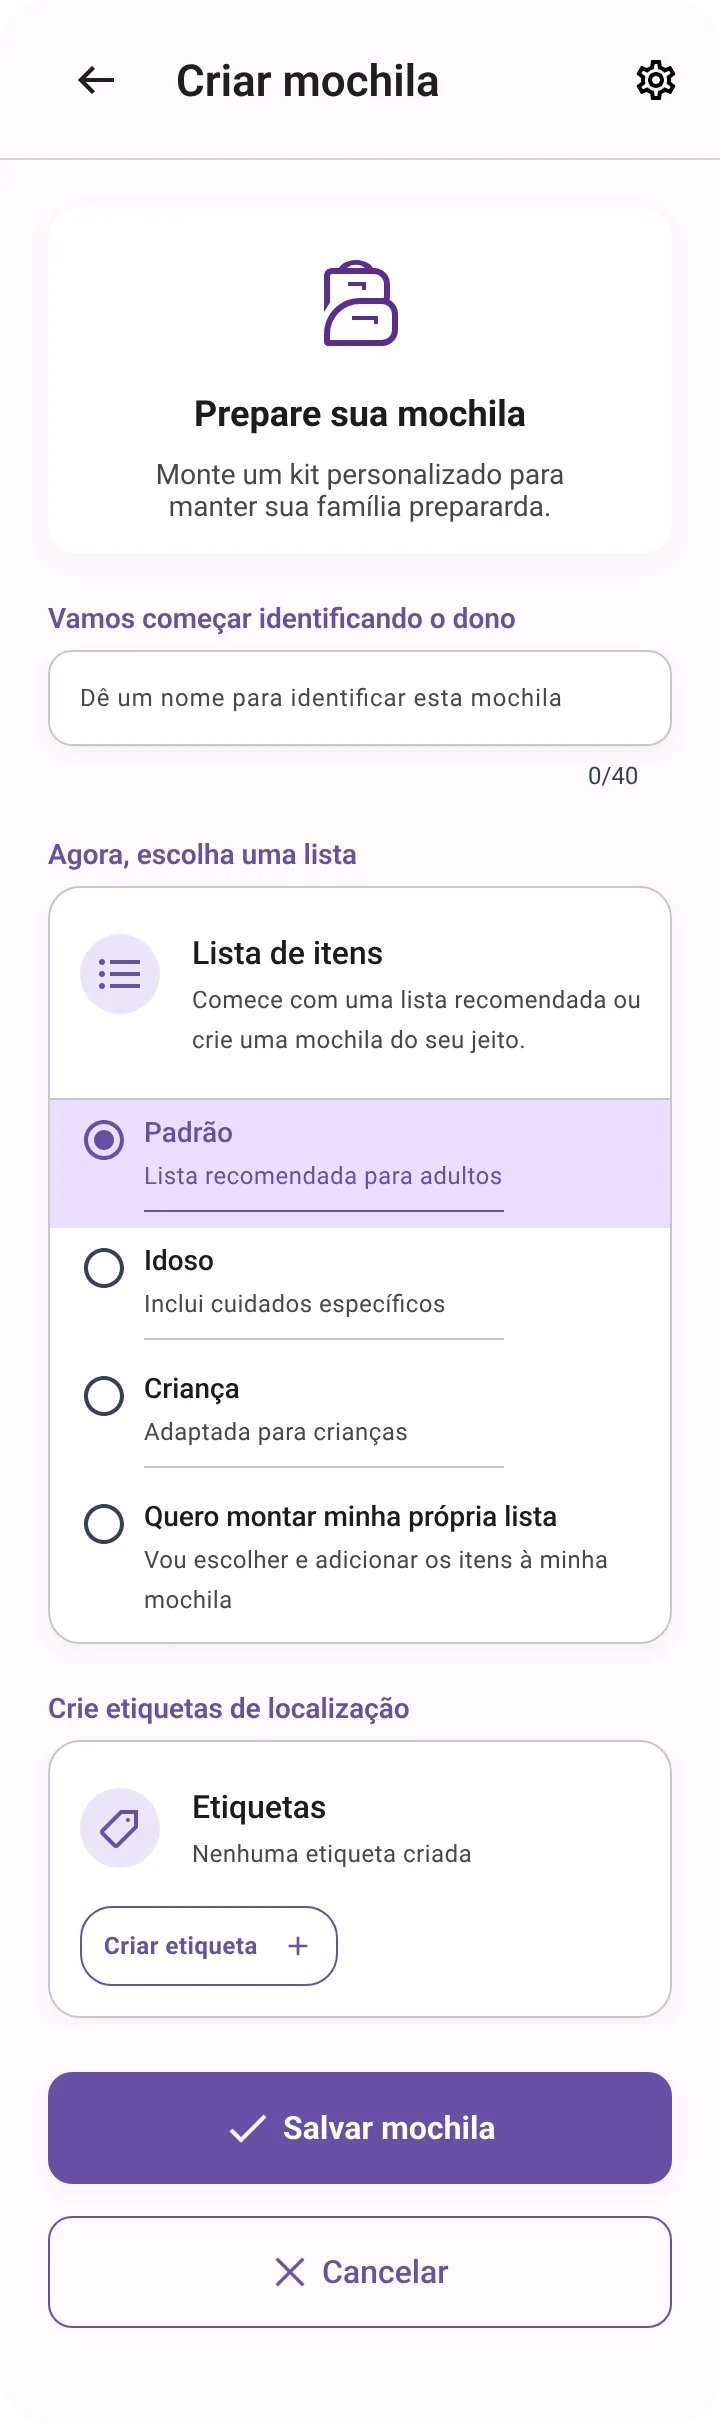 Criar mochila
Prepare sua mochila
Monte um kit personalizado para
manter sua família prepararda.
Vamos começar identificando o dono
Dê um nome para identificar esta mochila
0/40
Agora, escolha uma lista
Lista de itens
Comece com uma lista recomendada ou
crie uma mochila do seu jeito.
Padrão
Lista recomendada para adultos
Idoso
Inclui cuidados específicos
Criança
Adaptada para crianças
Quero montar minha própria lista
Vou escolher e adicionar os itens à minha
mochila
Crie etiquetas de localização
Etiquetas
Nenhuma etiqueta criada
Criar etiqueta
Salvar mochila
Cancelar